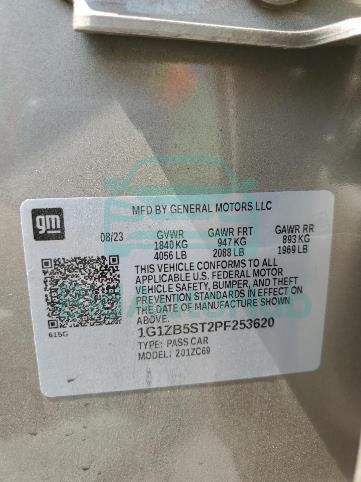 MFD BY GENERAL MOTORS LLC
gm
08/23 GVWR GAWR FRT GAWR RR
1840 KG 947 KG 893 KG
4056 LB 2088 LB 1969 LB
THIS VEHICLE CONFORMS TO ALL
APPLICABLE U.S. FEDERAL MOTOR
VEHICLE SAFETY, BUMPER, AND THEFT
PREVENTION STANDARDS IN EFFECT ON
THE DATE OF MANUFACTURE SHOWN
ABOVE.
615G
1G1ZB5ST2PF253620
TYPE: PASS CAR
MODEL: 201ZC69